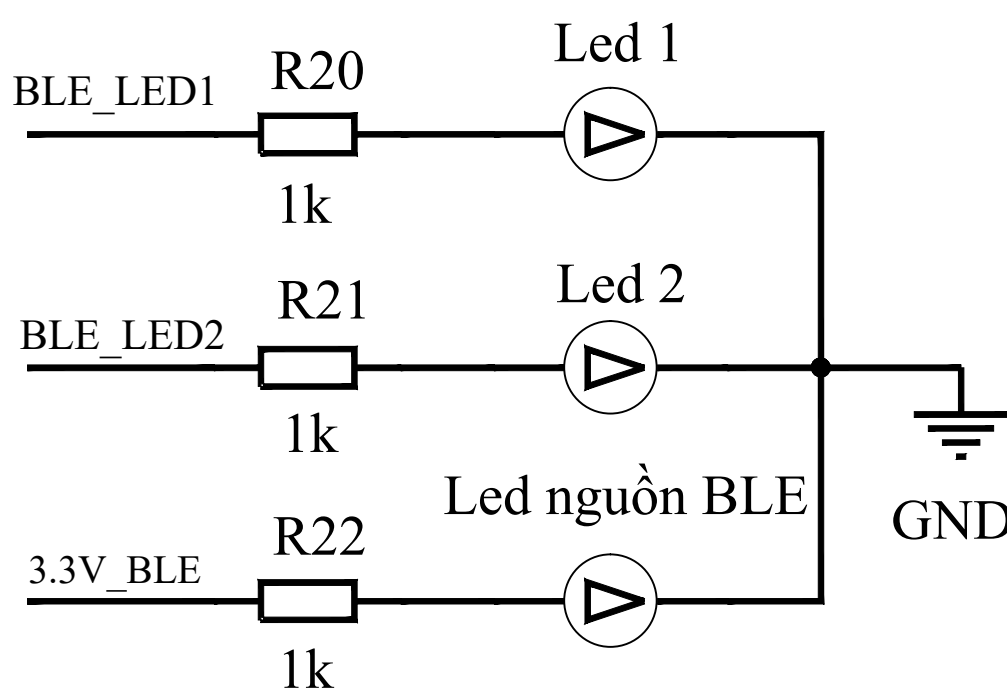 Led 1
R20
BLE_LED1
1k
Led 2
R21
BLE_LED2
1k
Led nguồn BLE
GND
R22
3.3V_BLE
1k